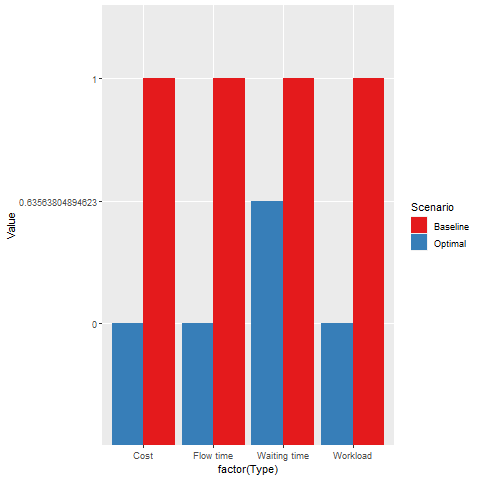 1
0.63563804894623
0
Value
Cost Flow time Waiting time Workload
factor(Type)
Scenario
Baseline
Optimal